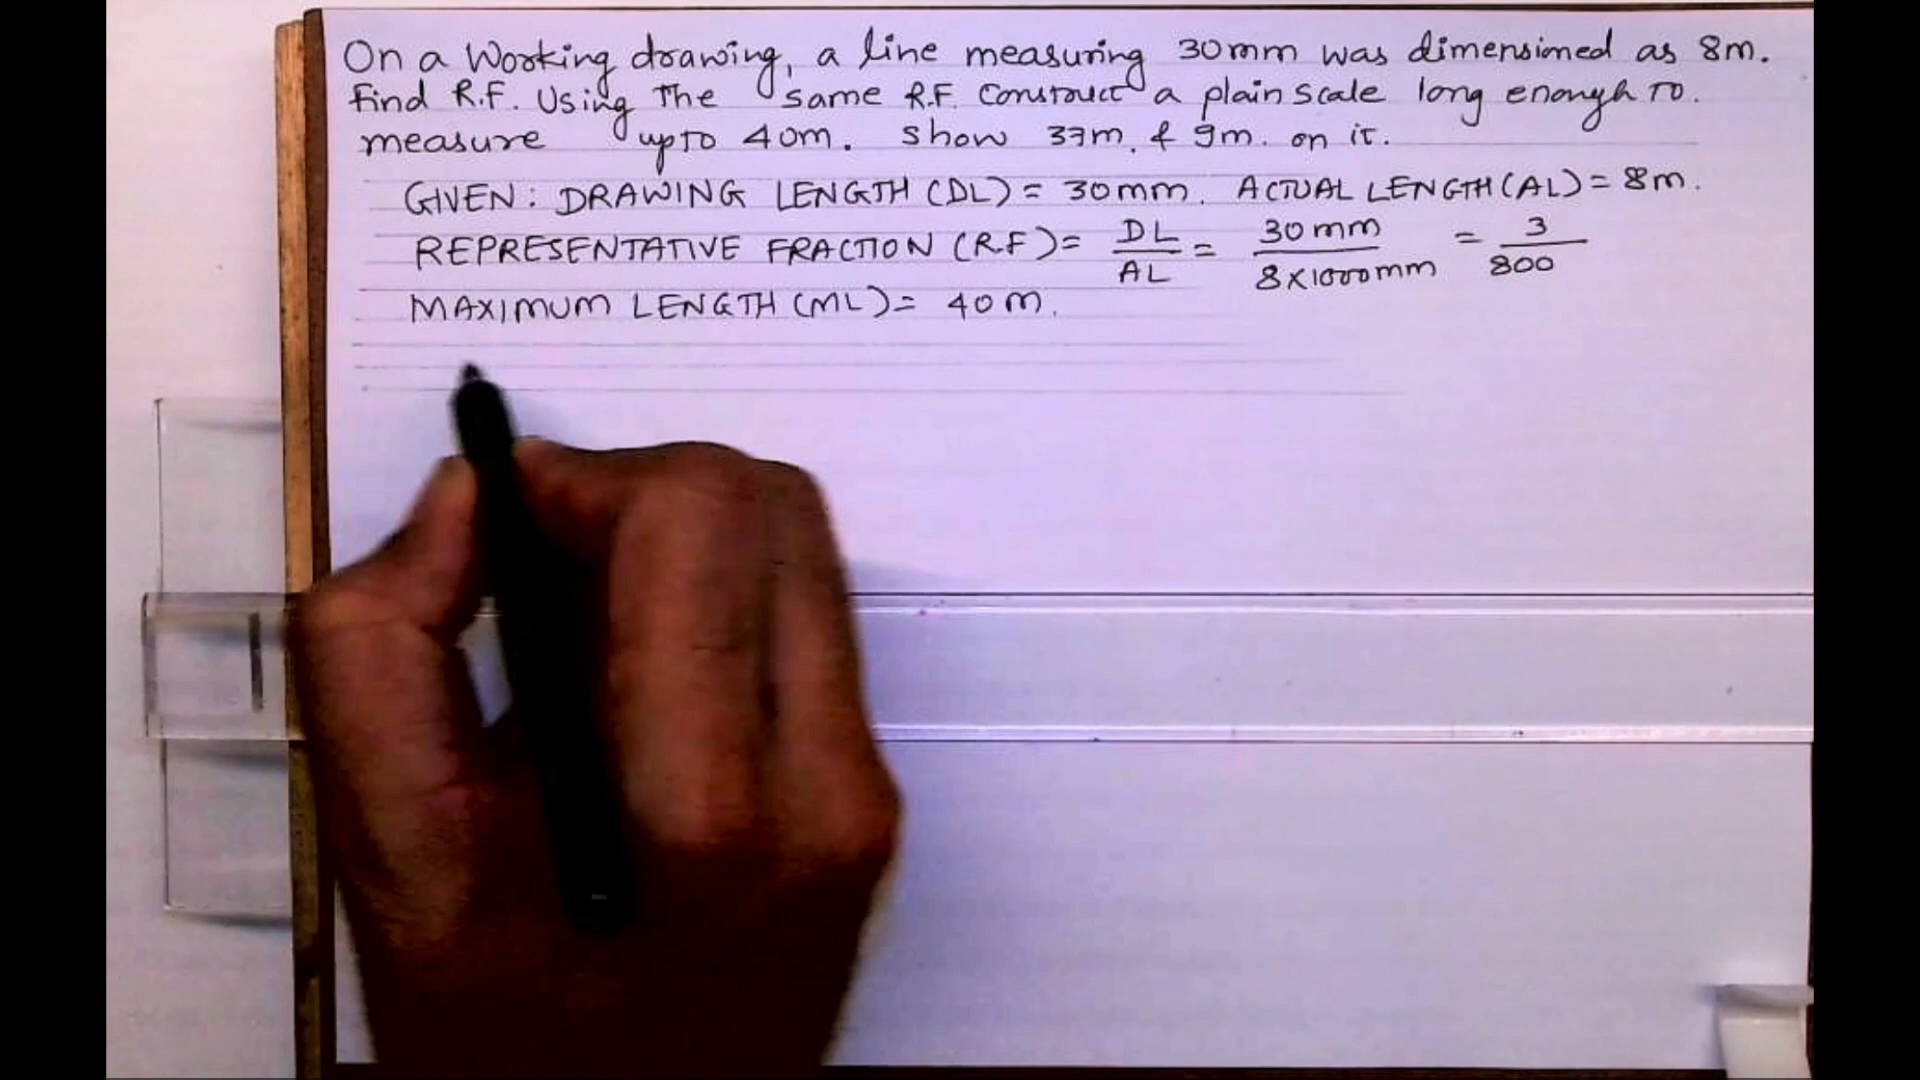 On a Working drawing, a line measuring 30mm was dimensioned as 8m.
Find R.F. Using The same R.F. Construct a plain scale long enough to.
measure upto 40m. show 37m. & 9m. on it.
GIVEN: DRAWING LENGTH (DL) = 30mm. ACTUAL LENGTH (AL) = 8m.
REPRESENTATIVE FRACTION (R.F) = DL/AL = 30mm/8×1000mm = 3/800
MAXIMUM LENGTH (ML) = 40m.